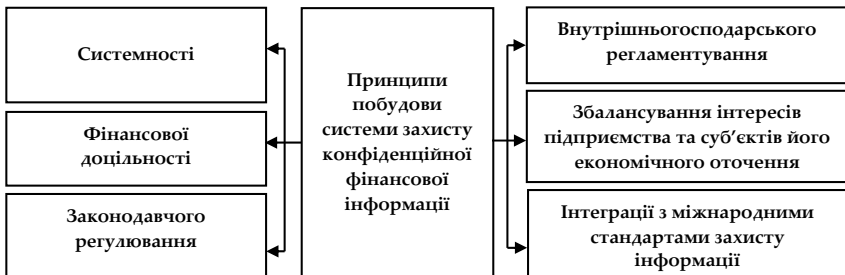 Системності
Фінансової
доцільності
Законодавчого
регулювання
Принципи
побудови
системи захисту
конфіденційної
фінансової
інформації
Внутрішньогосподарського
регламентування
Збалансування інтересів
підприємства та суб’єктів його
економічного оточення
Інтеграції з міжнародними
стандартами захисту
інформації